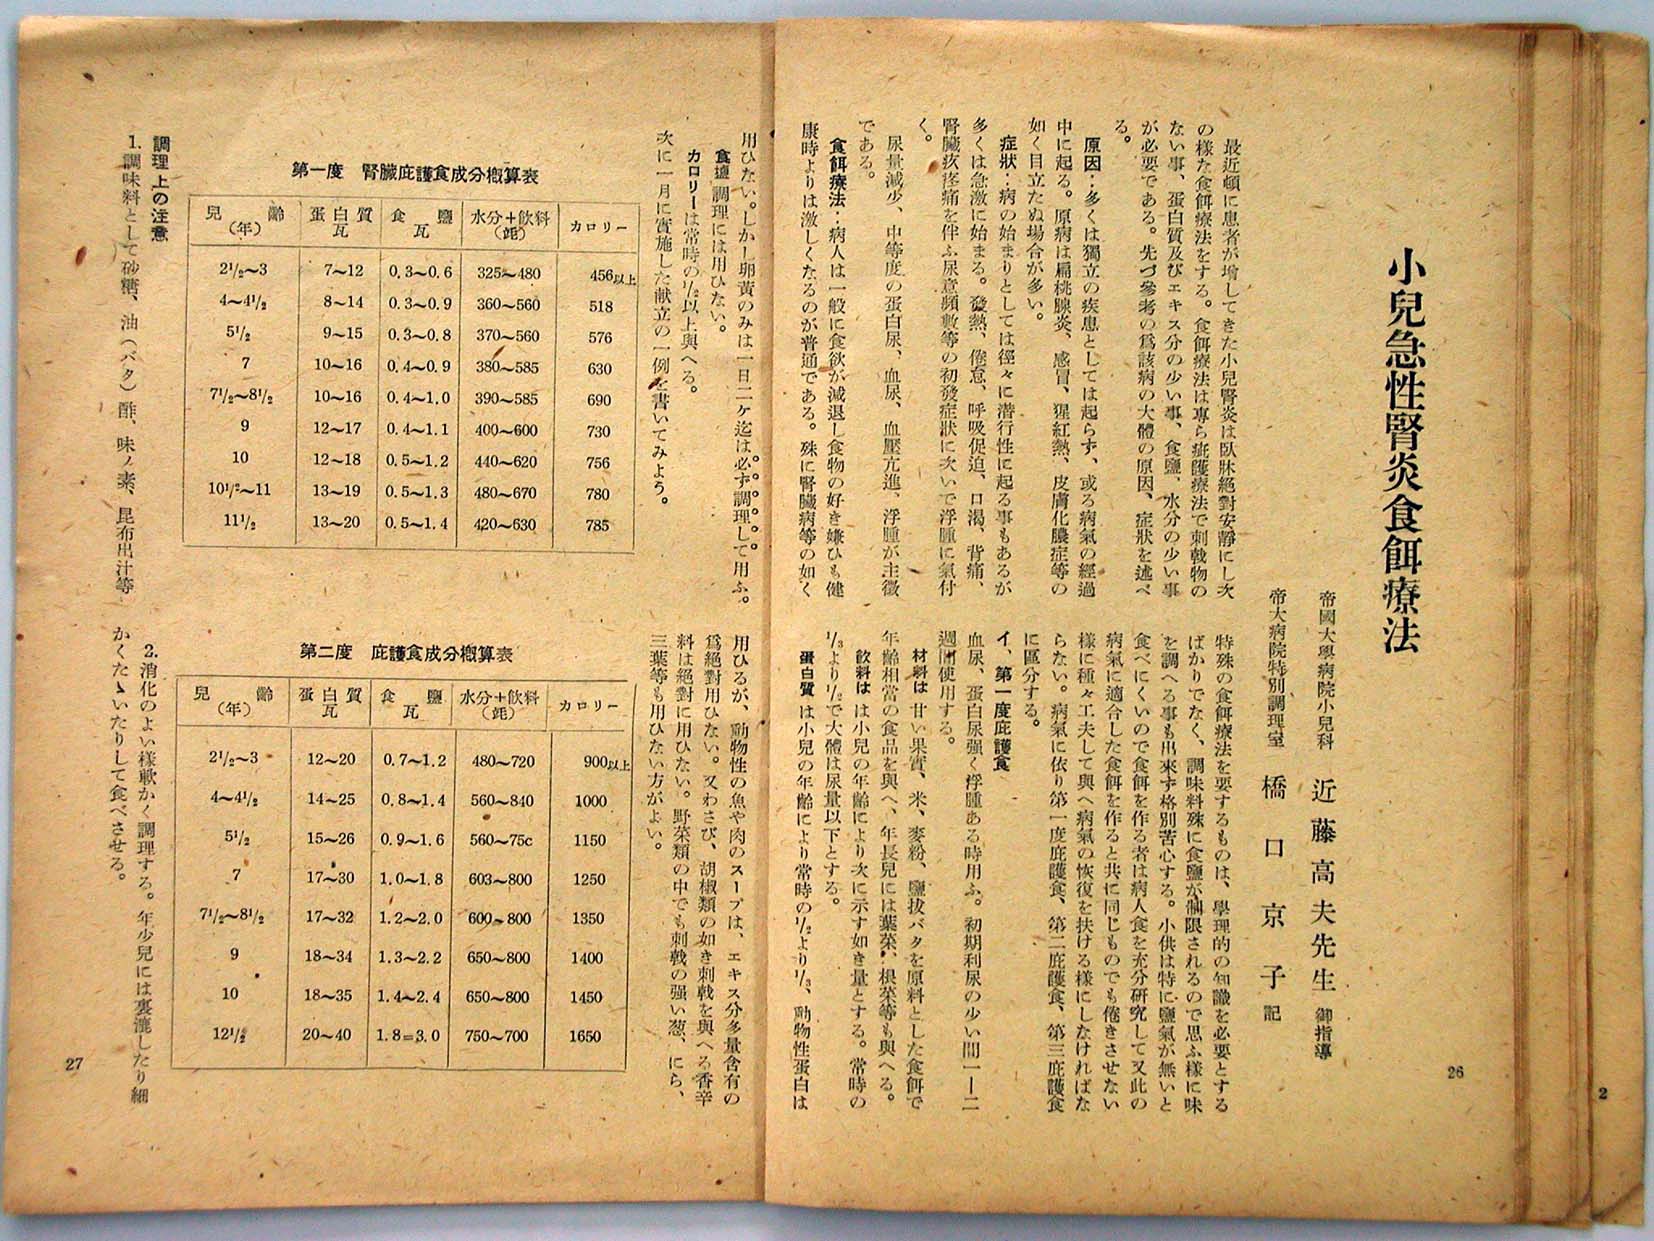 小兒急性腎炎食餌療法
帝國大學病院小兒科　近藤高夫先生　御指導
帝大病院特別調理室　橋口京子　記
最近頓に患者が增してきた小兒腎炎は臥牀絕對安靜にし次
の樣な食餌療法をする。食餌療法は專ら庇護療法で刺戟物の
ない事、蛋白質及びエキス分の少い事、食鹽、水分の少い事
が必要である。先づ參考の爲該病の大體の原因、症狀を述べ
る。
原因‥多くは獨立の疾患としては起らず、或る病氣の經過
中に起る。原病は扁桃腺炎、感冒、猩紅熱、皮膚化膿症等の
如く目立たぬ場合が多い。
症狀‥病の始まりとしては徑々に潜行性に起る事もあるが
多くは急激に始まる。發熱、倦怠、呼吸促迫、口渴、背痛、
腎臟疾痛を伴ふ尿意頻數等の初發症狀に次いで浮腫に氣付
く。
尿量減少、中等度の蛋白尿、血尿、血壓亢進、浮腫が主徵
である。
食餌療法‥病人は一般に食欲が減退し食物の好き嫌ひも健
康時よりは激しくなるのが普通である。殊に腎臟病等の如く
特殊の食餌療法を要するものは、學理的の知識を必要とする
ばかりでなく、調味料殊に食鹽が制限されるので思ふ樣に味
を調へる事も出來ず格別苦心する。小供は特に鹽氣が無いと
食べにくいので食餌を作る者は病人食を充分硏究して又此の
病氣に適合した食餌を作ると共に同じものでも倦きさせない
樣に種々工夫して與へ病氣の恢復を扶ける樣にしなければな
らない。病氣に依り第一度庇護食、第二庇護食、第三庇護食
に區分する。
イ、第一度庇護食
血尿、蛋白尿强く浮腫ある時用ふ。初期利尿の少い間一ー二
週間使用する。
材料は　甘い果實、米、麥粉、鹽拔バタを原料とした食餌で
年齡相當の食品を與へ、年長兒には葉菜、根菜等も與へる。
飮料は　は小兒の年齡により次に示す如き量とする。常時の
1/3より1/2で大體は尿量以下とする。
蛋白質　は小兒の年齡により常時の1/2より1/3、動物性蛋白は
26
2
用ひない。しかし卵黃のみは一日二ヶ迄は必ず調理して用ふ。
食鹽　調理には用ひない。
カロリーは常時の1/2以上與へる。
次に一月に實施した献立の一例を書いてみよう。
第一度　腎臟庇護食成分槪算表
兒齡(年)　蛋白質瓦　食鹽瓦　水分+飮料(竓)　カロリー
2 1/2〜3　7〜12　0.3〜0.6　325〜480　456以上
4〜4 1/2　8〜14　0.3〜0.9　360〜560　518
5 1/2　9〜15　0.3〜0.8　370〜560　576
7　10〜16　0.4〜0.9　380〜585　630
7 1/2〜8 1/2　10〜16　0.4〜1.0　390〜585　690
9　12〜17　0.4〜1.1　400〜600　730
10　12〜18　0.5〜1.2　440〜620　756
10 1/2〜11　13〜19　0.5〜1.3　480〜670　780
11 1/2　13〜20　0.5〜1.4　420〜630　785
調理上の注意
1. 調味料として砂糖、油（バタ）酢、味ノ素、昆布出汁等
用ひるが、動物性の魚や肉のスープは、エキス分多量含有の
爲絕對用ひない。又わさび、胡椒類の如き刺戟を與へる香辛
料は絕對に用ひない。野菜類の中でも刺戟の强い葱、にら、
三葉等も用ひない方がよい。
第二度　庇護食成分槪算表
兒齡(年)　蛋白質瓦　食鹽瓦　水分+飮料(竓)　カロリー
2 1/2〜3　12〜20　0.7〜1.2　480〜720　900以上
4〜4 1/2　14〜25　0.8〜1.4　560〜840　1000
5 1/2　15〜26　0.9〜1.6　560〜75c　1150
7　17〜30　1.0〜1.8　603〜800　1250
7 1/2〜8 1/2　17〜32　1.2〜2.0　600〜800　1350
9　18〜34　1.3〜2.2　650〜800　1400
10　18〜35　1.4〜2.4　650〜800　1450
12 1/2　20〜40　1.8=3.0　750〜700　1650
2. 消化のよい樣軟かく調理する。年少兒には裏漉したり細
かくたゝいたりして食べさせる。
27